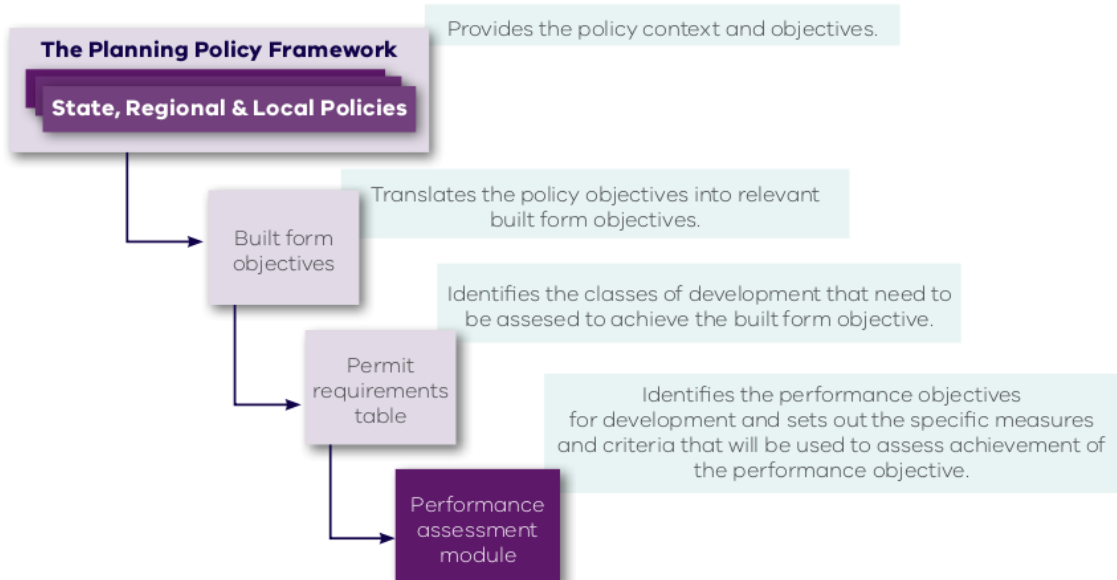 The Planning Policy Framework
State, Regional & Local Policies
Provides the policy context and objectives.
Built form
objectives
Translates the policy objectives into relevant
built form objectives.
Permit
requirements
table
Identifies the classes of development that need to
be assesed to achieve the built form objective.
Performance
assessment
module
Identifies the performance objectives
for development and sets out the specific measures
and criteria that will be used to assess achievement of
the performance objective.